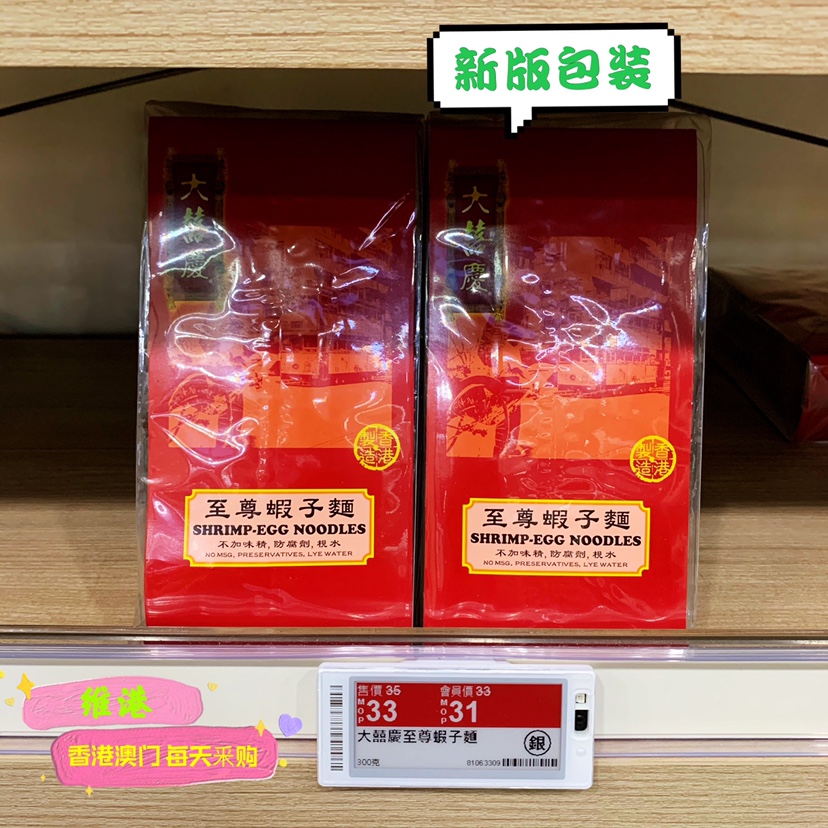 新版包装
大囍慶
大囍慶
香港製造
香港製造
至尊蝦子麵
SHRIMP-EGG NOODLES
不加味精, 防腐劑, 梘水
NO MSG, PRESERVATIVES, LYE WATER
至尊蝦子麵
SHRIMP-EGG NOODLES
不加味精, 防腐劑, 梘水
NO MSG, PRESERVATIVES, LYE WATER
售價 35
MOP 33
會員價 33
MOP 31
大囍慶至尊蝦子麵
銀
300克
81063309
维港
香港澳门每天采购